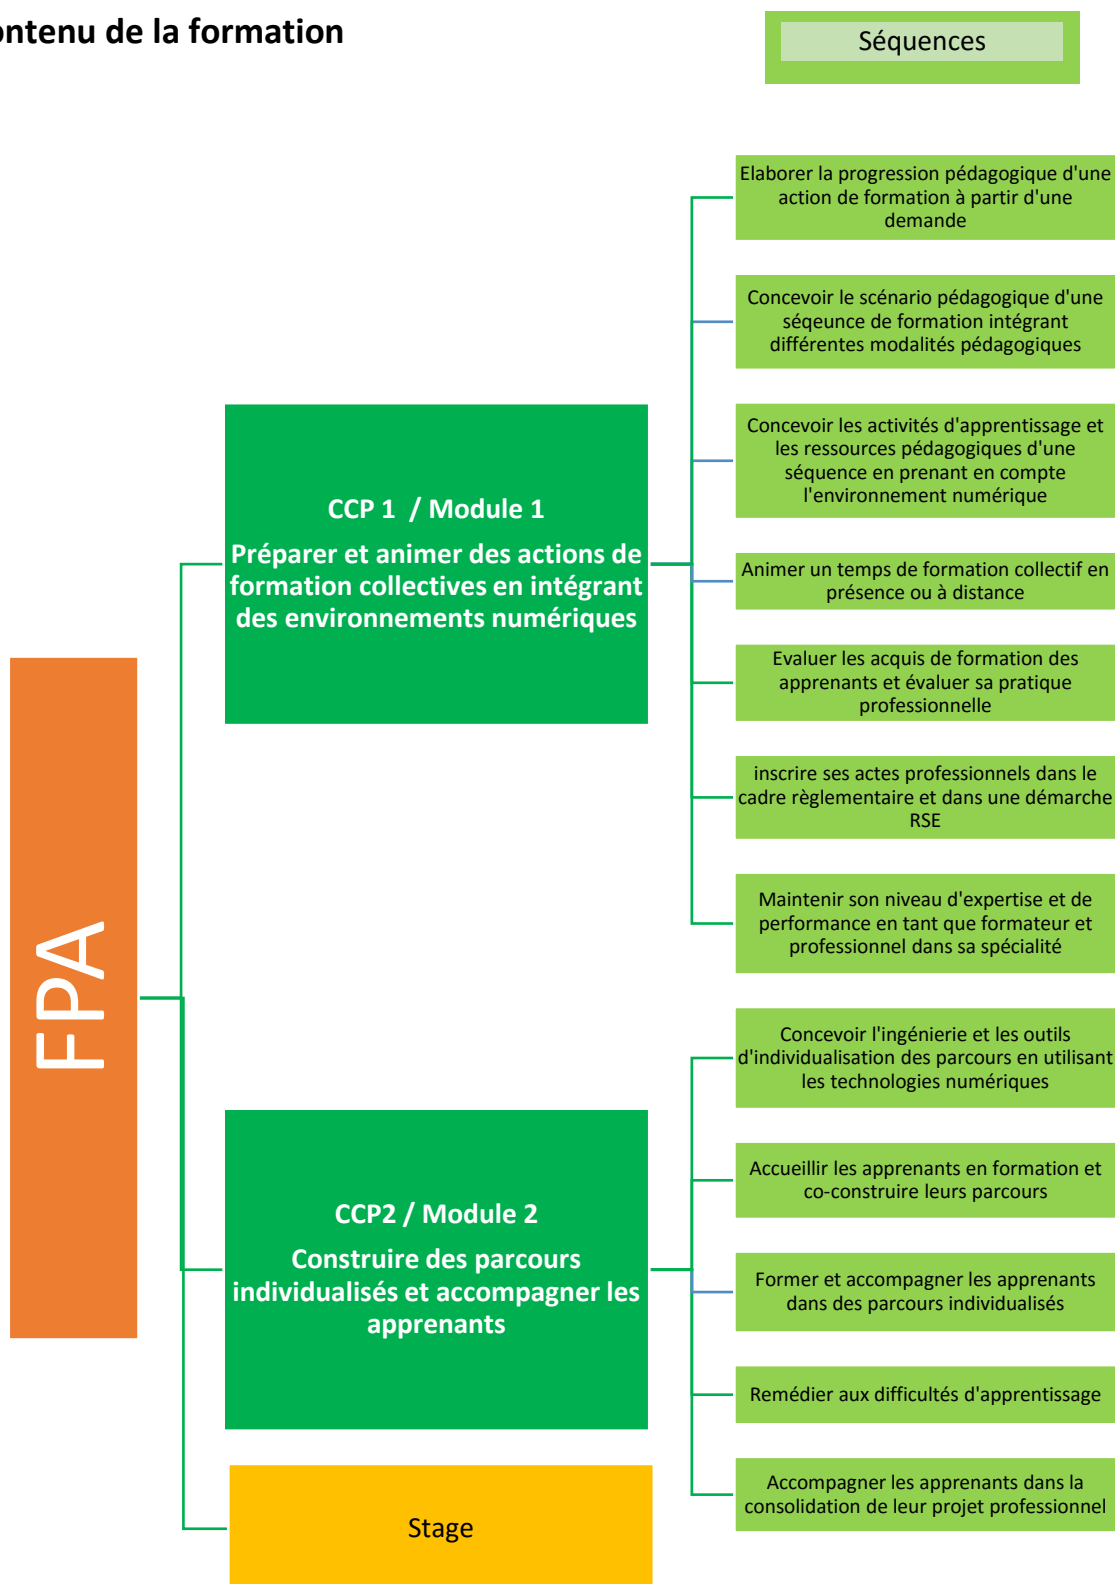 ontenu de la formation
Séquences
Elaborer la progression pédagogique d'une
action de formation à partir d'une
demande
Concevoir le scénario pédagogique d'une
séqeunce de formation intégrant
différentes modalités pédagogiques
Concevoir les activités d'apprentissage et
les ressources pédagogiques d'une
séquence en prenant en compte
l'environnement numérique
CCP 1 / Module 1
Préparer et animer des actions de
formation collectives en intégrant
des environnements numériques
Animer un temps de formation collectif en
présence ou à distance
Evaluer les acquis de formation des
apprenants et évaluer sa pratique
professionnelle
inscrire ses actes professionnels dans le
cadre règlementaire et dans une démarche
RSE
Maintenir son niveau d'expertise et de
performance en tant que formateur et
professionnel dans sa spécialité
FPA
Concevoir l'ingénierie et les outils
d'individualisation des parcours en utilisant
les technologies numériques
Accueillir les apprenants en formation et
co-construire leurs parcours
CCP2 / Module 2
Construire des parcours
individualisés et accompagner les
apprenants
Former et accompagner les apprenants
dans des parcours individualisés
Remédier aux difficultés d'apprentissage
Accompagner les apprenants dans la
consolidation de leur projet professionnel
Stage